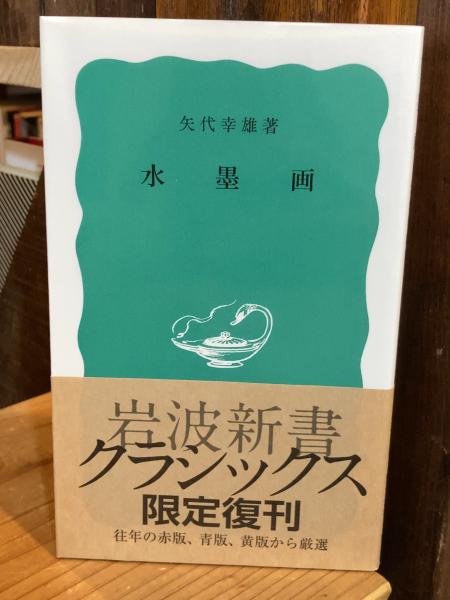 矢代幸雄著
水墨画
岩波新書
クラシックス
限定復刊
往年の赤版、青版、黄版から厳選